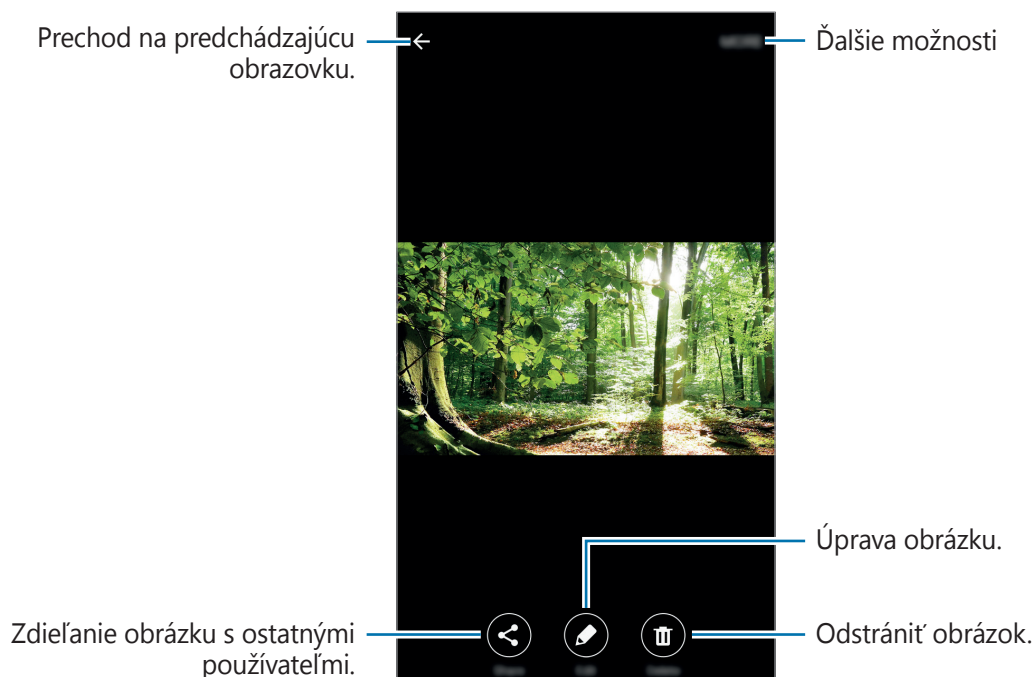 Prechod na predchádzajúcu
obrazovku.
Ďalšie možnosti
Úprava obrázku.
Zdieľanie obrázku s ostatnými
používateľmi.
Odstrániť obrázok.